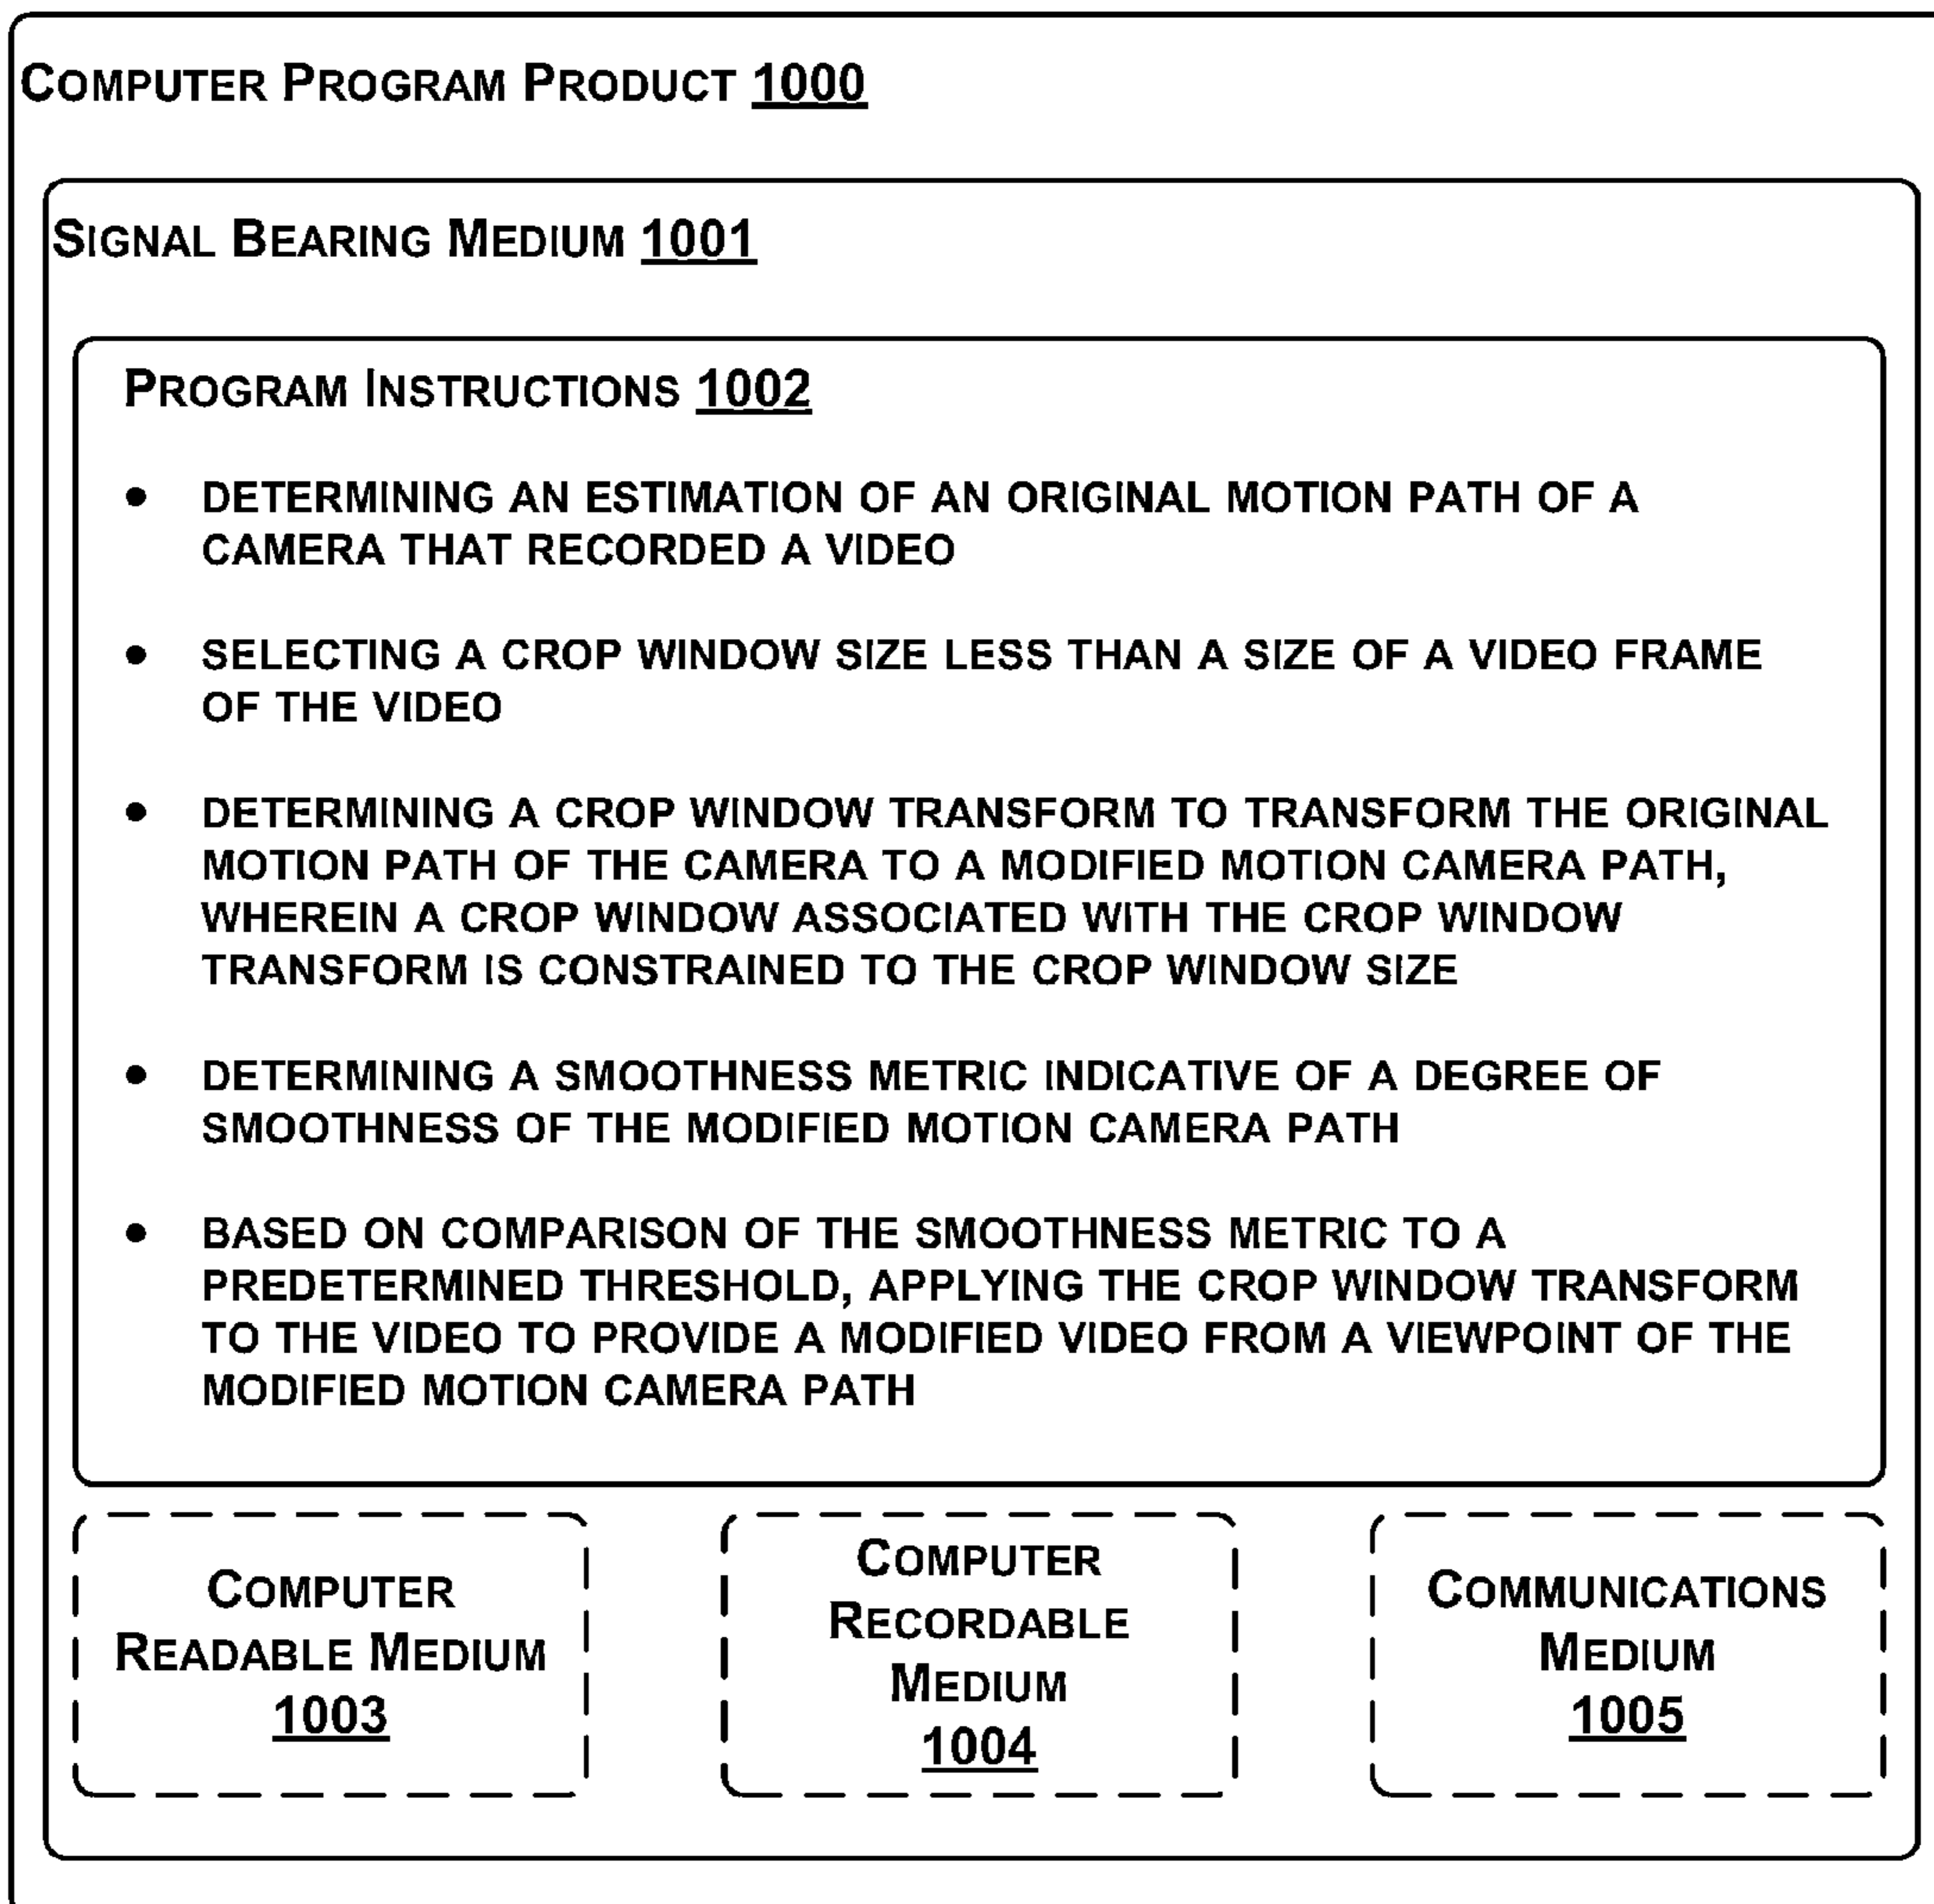 COMPUTER PROGRAM PRODUCT 1000
SIGNAL BEARING MEDIUM 1001
PROGRAM INSTRUCTIONS 1002
• DETERMINING AN ESTIMATION OF AN ORIGINAL MOTION PATH OF A
CAMERA THAT RECORDED A VIDEO
• SELECTING A CROP WINDOW SIZE LESS THAN A SIZE OF A VIDEO FRAME
OF THE VIDEO
• DETERMINING A CROP WINDOW TRANSFORM TO TRANSFORM THE ORIGINAL
MOTION PATH OF THE CAMERA TO A MODIFIED MOTION CAMERA PATH,
WHEREIN A CROP WINDOW ASSOCIATED WITH THE CROP WINDOW
TRANSFORM IS CONSTRAINED TO THE CROP WINDOW SIZE
• DETERMINING A SMOOTHNESS METRIC INDICATIVE OF A DEGREE OF
SMOOTHNESS OF THE MODIFIED MOTION CAMERA PATH
• BASED ON COMPARISON OF THE SMOOTHNESS METRIC TO A
PREDETERMINED THRESHOLD, APPLYING THE CROP WINDOW TRANSFORM
TO THE VIDEO TO PROVIDE A MODIFIED VIDEO FROM A VIEWPOINT OF THE
MODIFIED MOTION CAMERA PATH
COMPUTER
READABLE MEDIUM
1003
COMPUTER
RECORDABLE
MEDIUM
1004
COMMUNICATIONS
MEDIUM
1005